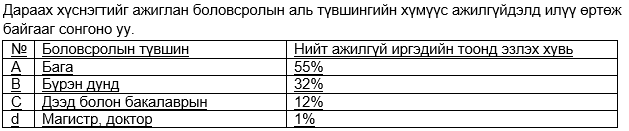 Дараах хүснэгтийг ажиглан боловсролын аль түвшингийн хүмүүс ажилгүйдэлд илүү өртөж
байгааг сонгоно уу.
№ Боловсролын түвшин Нийт ажилгүй иргэдийн тоонд эзлэх хувь
A Бага 55%
B Бүрэн дунд 32%
C Дээд болон бакалаврын 12%
d Магистр, доктор 1%